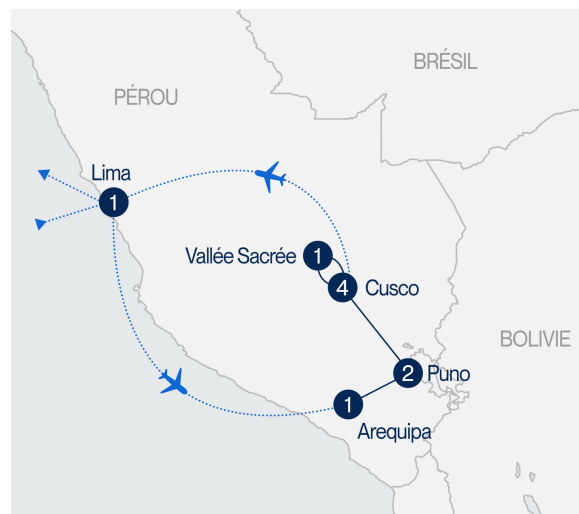 BRÉSIL
PÉROU
Lima
1
Vallée Sacrée 1
4 Cusco
BOLIVIE
2 Puno
1
Arequipa